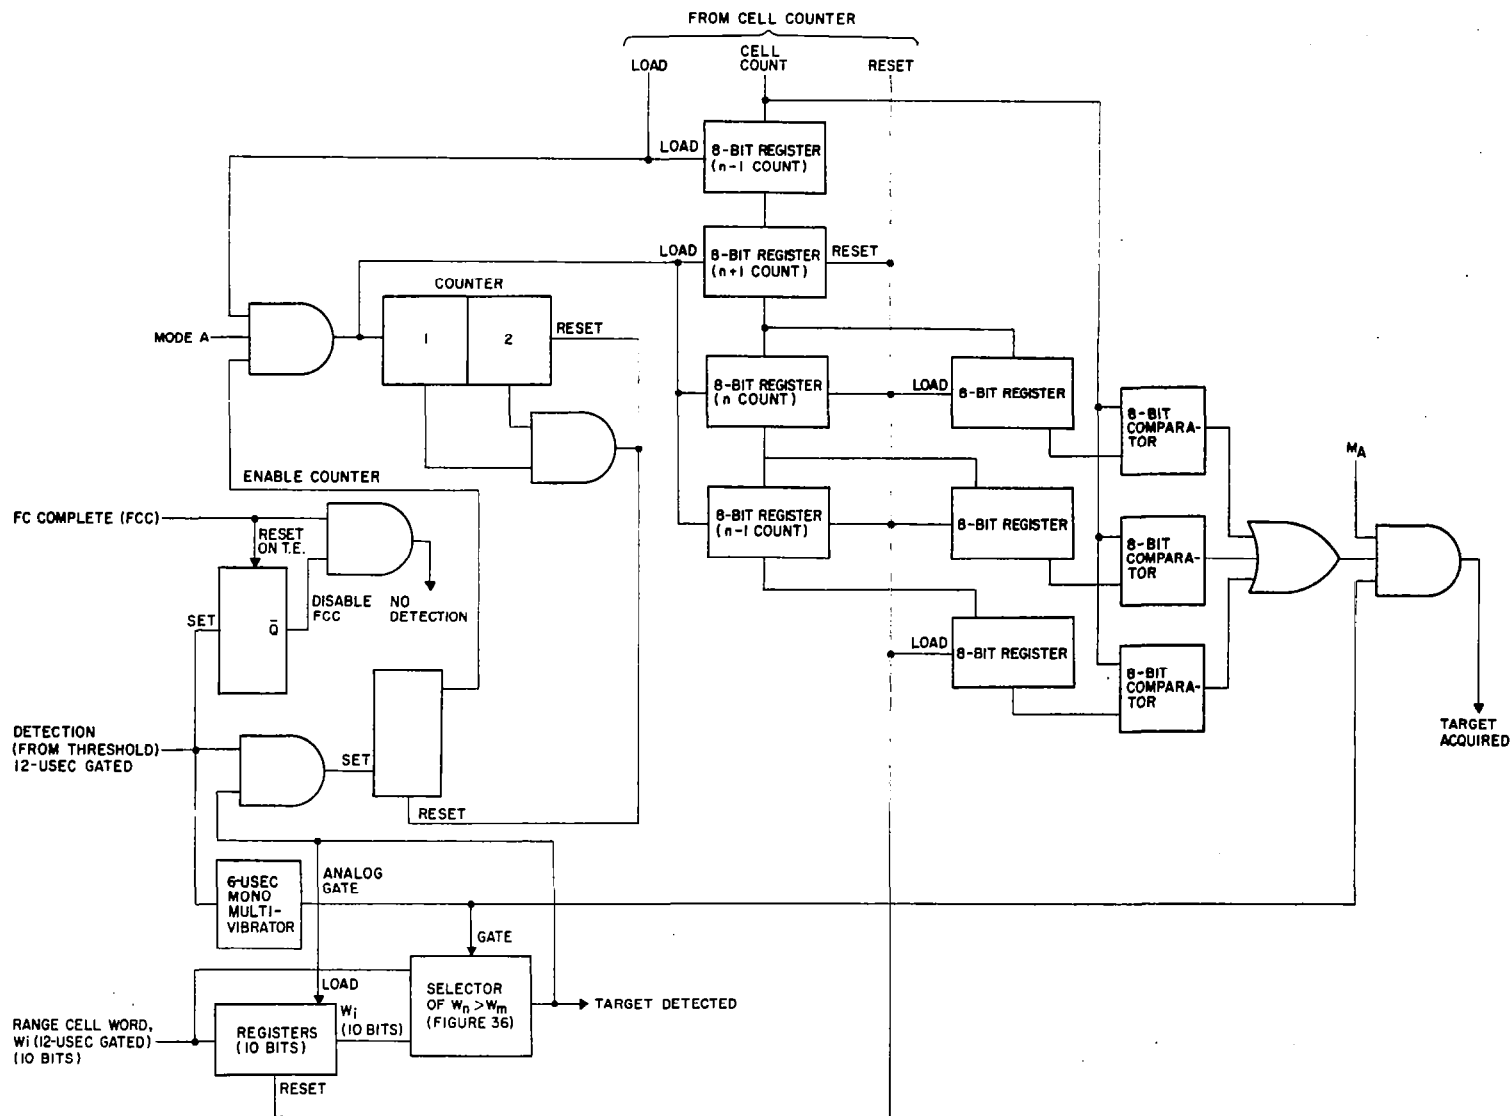 FROM CELL COUNTER
LOAD
CELL
COUNT
RESET
LOAD
8-BIT REGISTER
(n-1 COUNT)
LOAD
8-BIT REGISTER
(n+1 COUNT)
RESET
COUNTER
MODE A
1
2
RESET
8-BIT REGISTER
(n COUNT)
LOAD
8-BIT REGISTER
8-BIT
COMPARA-
TOR
MA
ENABLE COUNTER
8-BIT REGISTER
(n-1 COUNT)
8-BIT REGISTER
8-BIT
COMPARA-
TOR
FC COMPLETE (FCC)
RESET
ON T.E.
DISABLE
FCC
NO
DETECTION
SET
Q̅
LOAD
8-BIT REGISTER
8-BIT
COMPARA-
TOR
TARGET
ACQUIRED
DETECTION
(FROM THRESHOLD)
12-USEC GATED
SET
RESET
ANALOG
GATE
6-USEC
MONO
MULTI-
VIBRATOR
GATE
LOAD
SELECTOR
OF Wn > Wm
(FIGURE 36)
TARGET DETECTED
RANGE CELL WORD,
Wi (12-USEC GATED)
(10 BITS)
REGISTERS
(10 BITS)
Wi
(10 BITS)
RESET